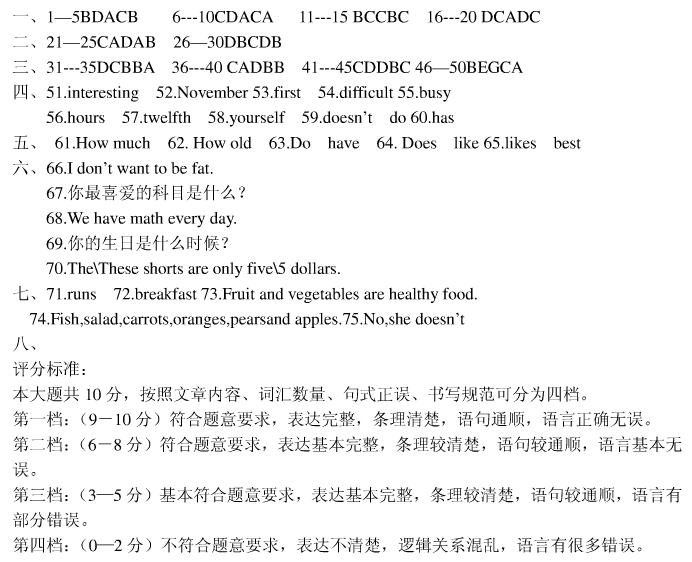 一、1—5BDACB 6---10CDACA 11---15 BCCBC 16---20 DCADC
二、21—25CADAB 26—30DBCDB
三、31---35DCBBA 36---40 CADBB 41---45CDDBC 46—50BEGCA
四、51.interesting 52.November 53.first 54.difficult 55.busy
56.hours 57.twelfth 58.yourself 59.doesn’t do 60.has
五、 61.How much 62. How old 63.Do have 64. Does like 65.likes best
六、66.I don’t want to be fat.
67.你最喜爱的科目是什么?
68.We have math every day.
69.你的生日是什么时候?
70.The\These shorts are only five\5 dollars.
七、71.runs 72.breakfast 73.Fruit and vegetables are healthy food.
74.Fish,salad,carrots,oranges,pearsand apples.75.No,she doesn’t
八、
评分标准:
本大题共 10 分，按照文章内容、词汇数量、句式正误、书写规范可分为四档。
第一档:（9－10 分）符合题意要求，表达完整，条理清楚，语句通顺，语言正确无误。
第二档:（6－8 分）符合题意要求，表达基本完整，条理较清楚，语句较通顺，语言基本无
误。
第三档:（3—5 分）基本符合题意要求，表达基本完整，条理较清楚，语句较通顺，语言有
部分错误。
第四档:（0—2 分）不符合题意要求，表达不清楚，逻辑关系混乱，语言有很多错误。